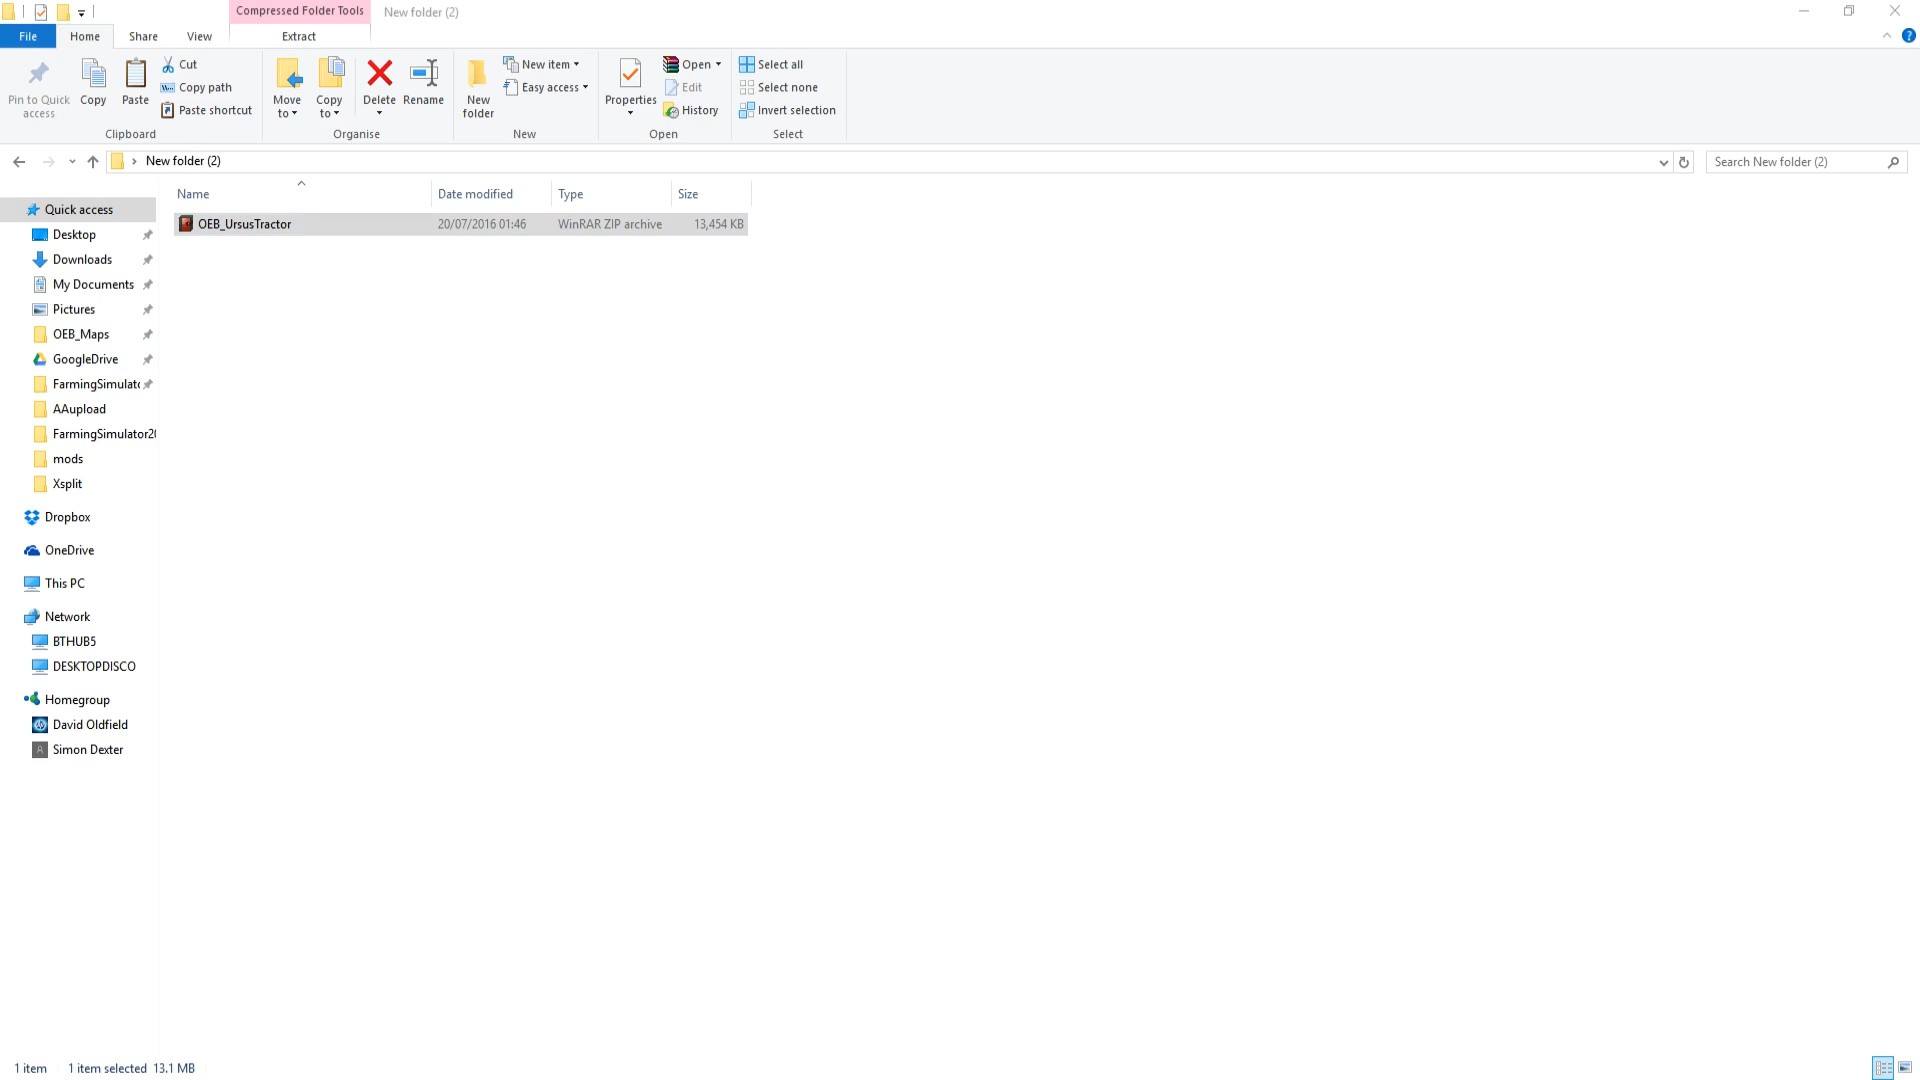 Compressed Folder Tools
New folder (2)
File
Home
Share
View
Extract
Pin to Quick access
Copy
Paste
Cut
Copy path
Paste shortcut
Clipboard
Move to
Copy to
Delete
Rename
Organise
New folder
New item
Easy access
New
Properties
Open
Edit
History
Open
Select all
Select none
Invert selection
Select
New folder (2)
Search New folder (2)
Name
Date modified
Type
Size
OEB_UrsusTractor
20/07/2016 01:46
WinRAR ZIP archive
13,454 KB
Quick access
Desktop
Downloads
My Documents
Pictures
OEB_Maps
GoogleDrive
FarmingSimulato
AAupload
FarmingSimulator20
mods
Xsplit
Dropbox
OneDrive
This PC
Network
BTHUB5
DESKTOPDISCO
Homegroup
David Oldfield
Simon Dexter
1 item
1 item selected 13.1 MB